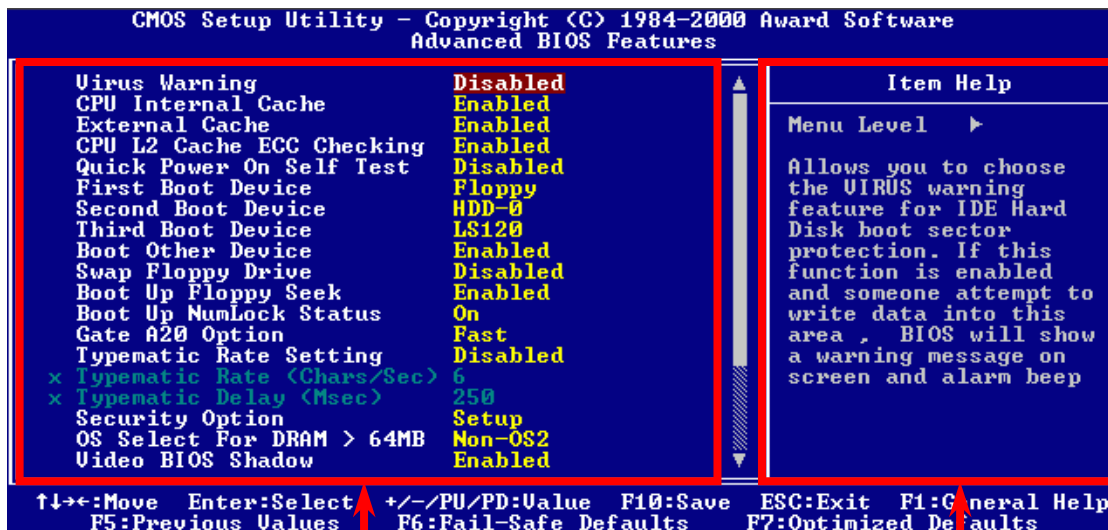 CMOS Setup Utility – Copyright (C) 1984-2000 Award Software
Advanced BIOS Features
Virus Warning Disabled
CPU Internal Cache Enabled
External Cache Enabled
CPU L2 Cache ECC Checking Enabled
Quick Power On Self Test Disabled
First Boot Device Floppy
Second Boot Device HDD-0
Third Boot Device LS120
Boot Other Device Enabled
Swap Floppy Drive Disabled
Boot Up Floppy Seek Enabled
Boot Up NumLock Status On
Gate A20 Option Fast
Typematic Rate Setting Disabled
x Typematic Rate (Chars/Sec) 6
x Typematic Delay (Msec) 250
Security Option Setup
OS Select For DRAM > 64MB Non-OS2
Video BIOS Shadow Enabled
Item Help
Menu Level ►
Allows you to choose
the VIRUS warning
feature for IDE Hard
Disk boot sector
protection. If this
function is enabled
and someone attempt to
write data into this
area , BIOS will show
a warning message on
screen and alarm beep
↑↓→←:Move Enter:Select +/-/PU/PD:Value F10:Save ESC:Exit F1:General Help
F5:Previous Values F6:Fail-Safe Defaults F7:Optimized Defaults